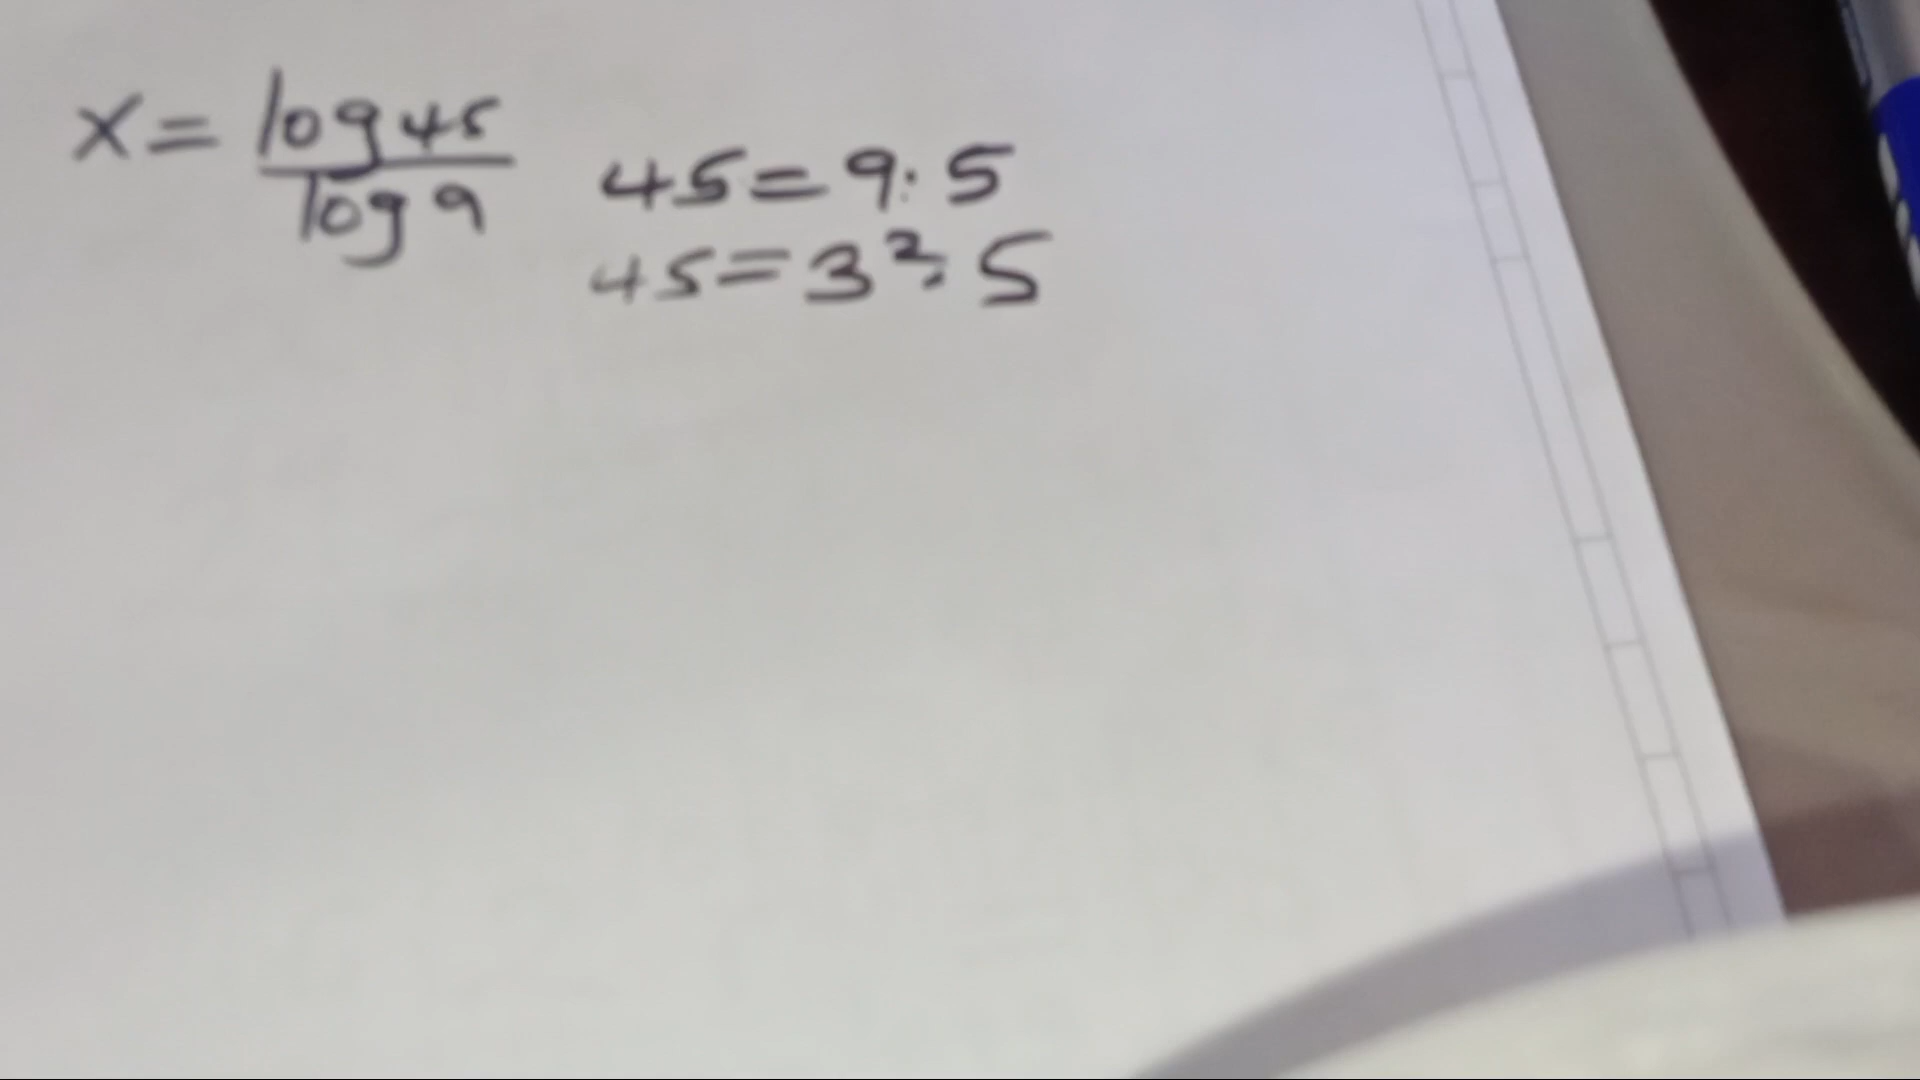 x = log 45 / log 9
45 = 9 · 5
45 = 3² · 5